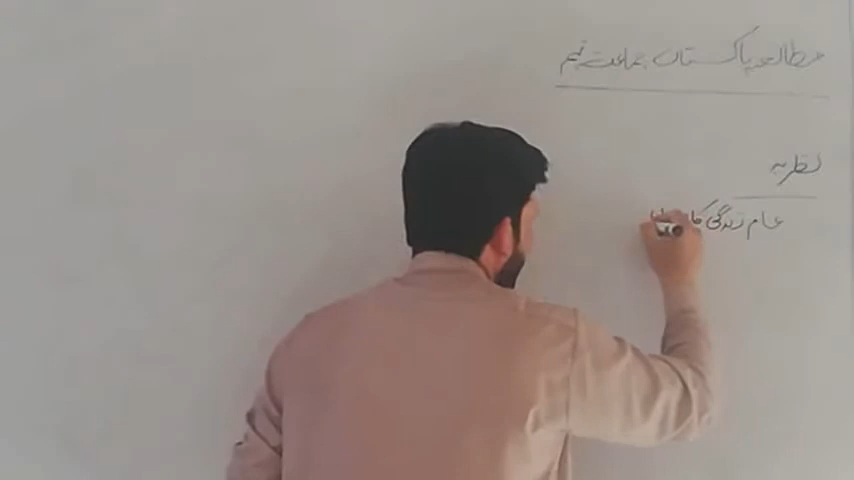 مطالعہ پاکستان جماعت نہم
نظریہ
عام زندگی کا